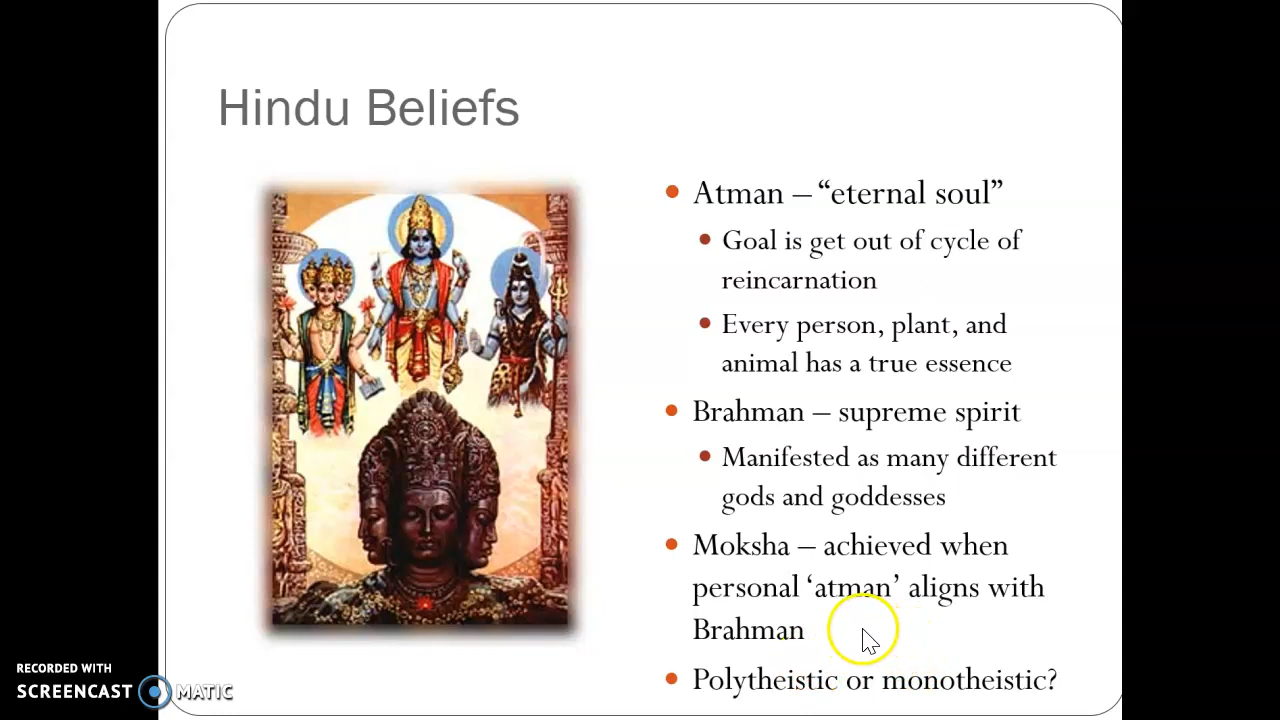 Hindu Beliefs
• Atman – “eternal soul”
• Goal is get out of cycle of
reincarnation
• Every person, plant, and
animal has a true essence
• Brahman – supreme spirit
• Manifested as many different
gods and goddesses
• Moksha – achieved when
personal ‘atman’ aligns with
Brahman
• Polytheistic or monotheistic?
RECORDED WITH
SCREENCAST MATIC